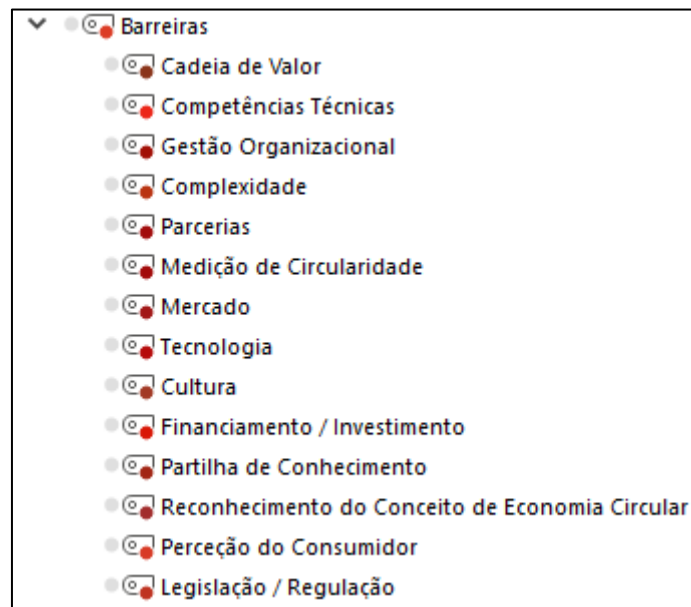 Barreiras
Cadeia de Valor
Competências Técnicas
Gestão Organizacional
Complexidade
Parcerias
Medição de Circularidade
Mercado
Tecnologia
Cultura
Financiamento / Investimento
Partilha de Conhecimento
Reconhecimento do Conceito de Economia Circular
Perceção do Consumidor
Legislação / Regulação